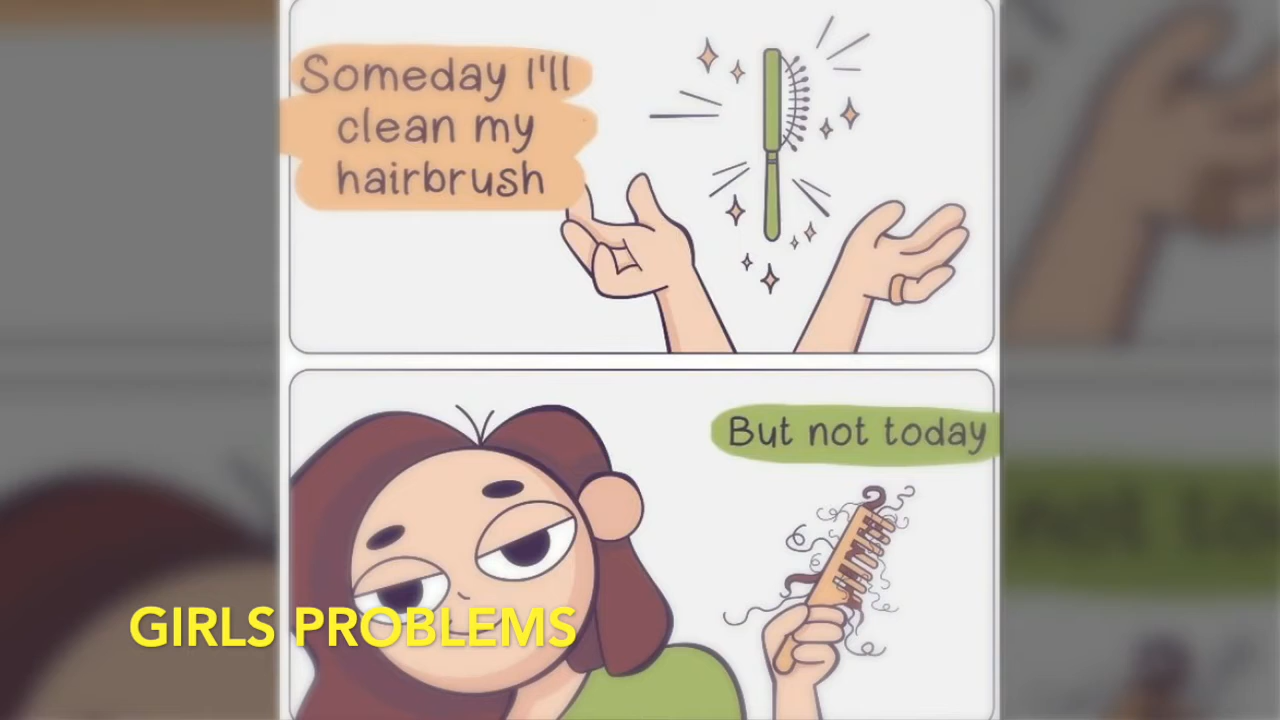 Someday I'll
clean my
hairbrush
But not today
GIRLS PROBLEMS